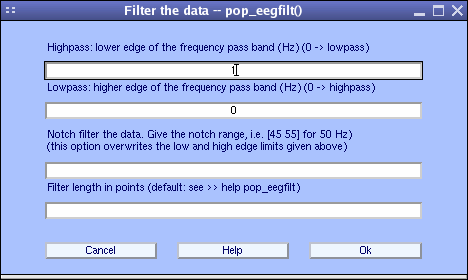 Filter the data -- pop_eegfilt()
Highpass: lower edge of the frequency pass band (Hz) (0 -> lowpass)
1
Lowpass: higher edge of the frequency pass band (Hz) (0 -> highpass)
0
Notch filter the data. Give the notch range, i.e. [45 55] for 50 Hz)
(this option overwrites the low and high edge limits given above)
Filter length in points (default: see >> help pop_eegfilt)
Cancel Help Ok